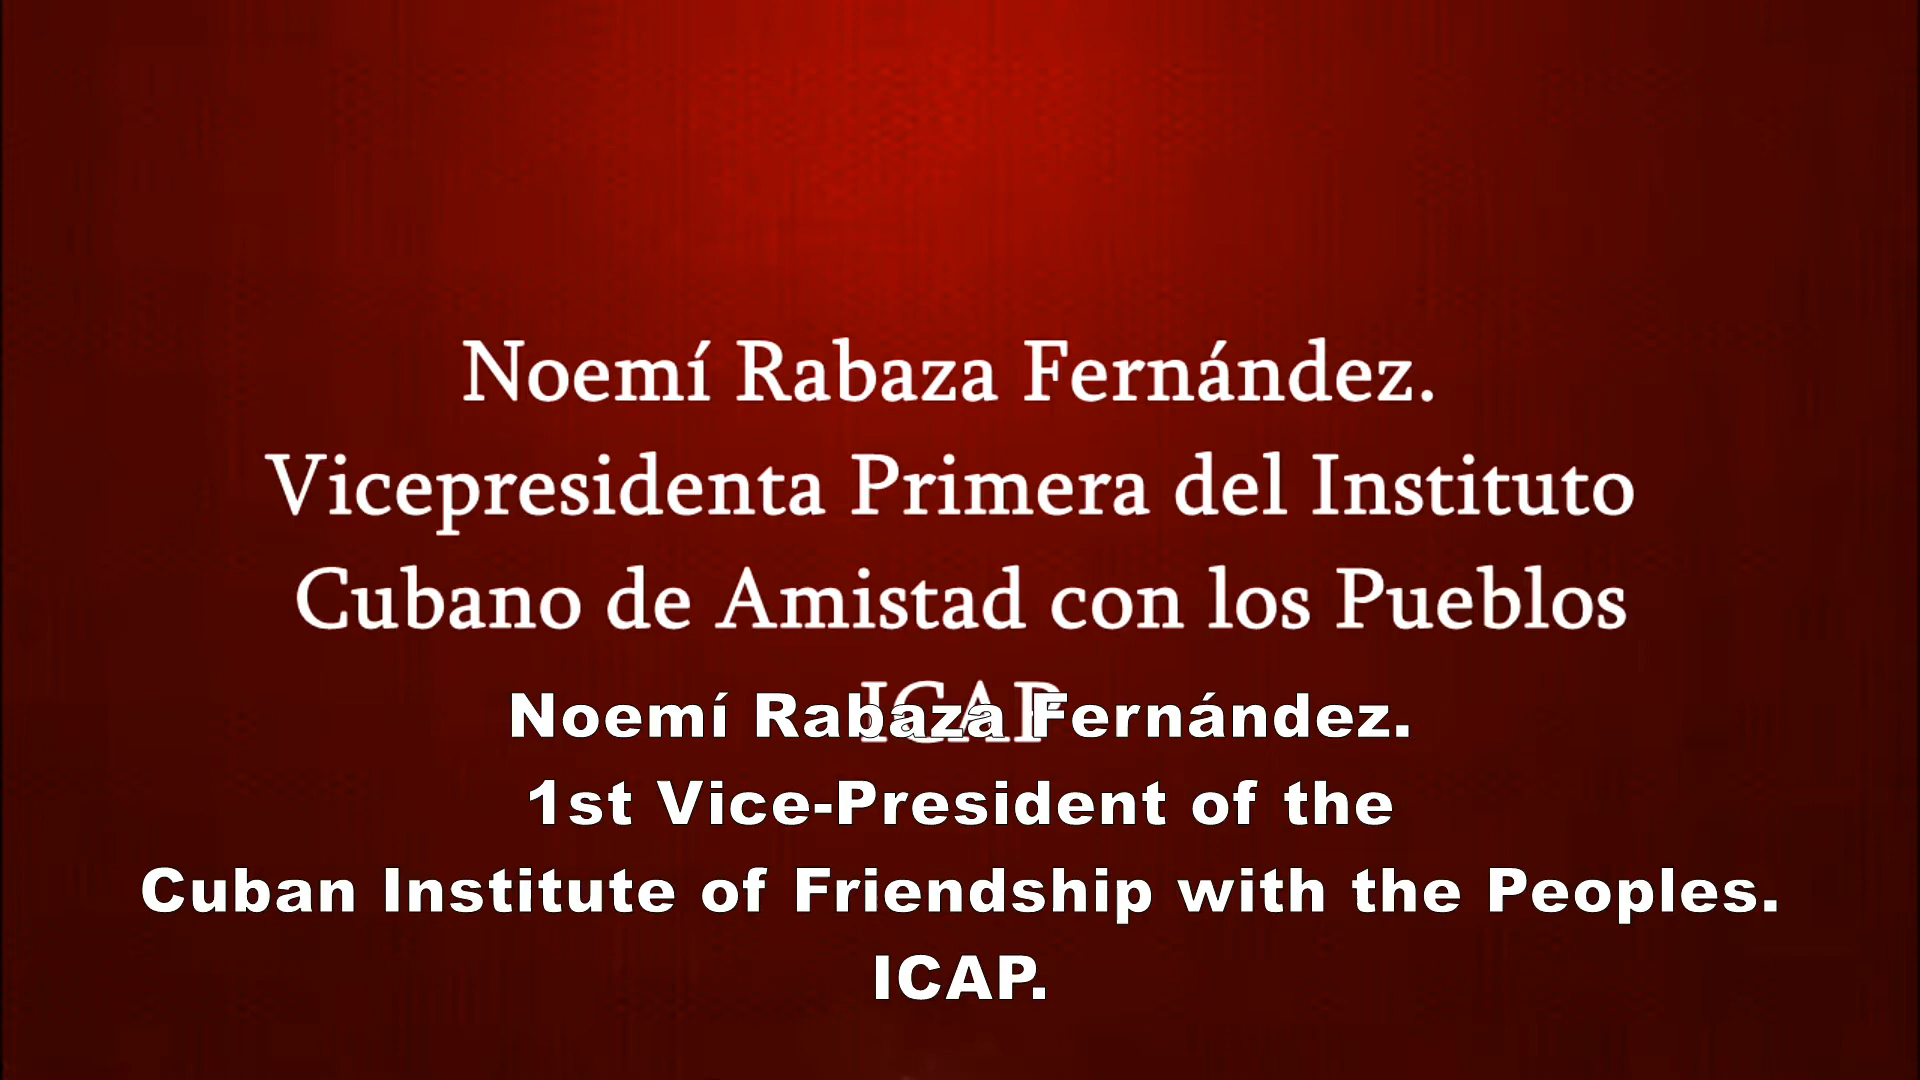 Noemí Rabaza Fernández.
Vicepresidenta Primera del Instituto
Cubano de Amistad con los Pueblos
ICAP
Noemí Rabaza Fernández.
1st Vice-President of the
Cuban Institute of Friendship with the Peoples.
ICAP.